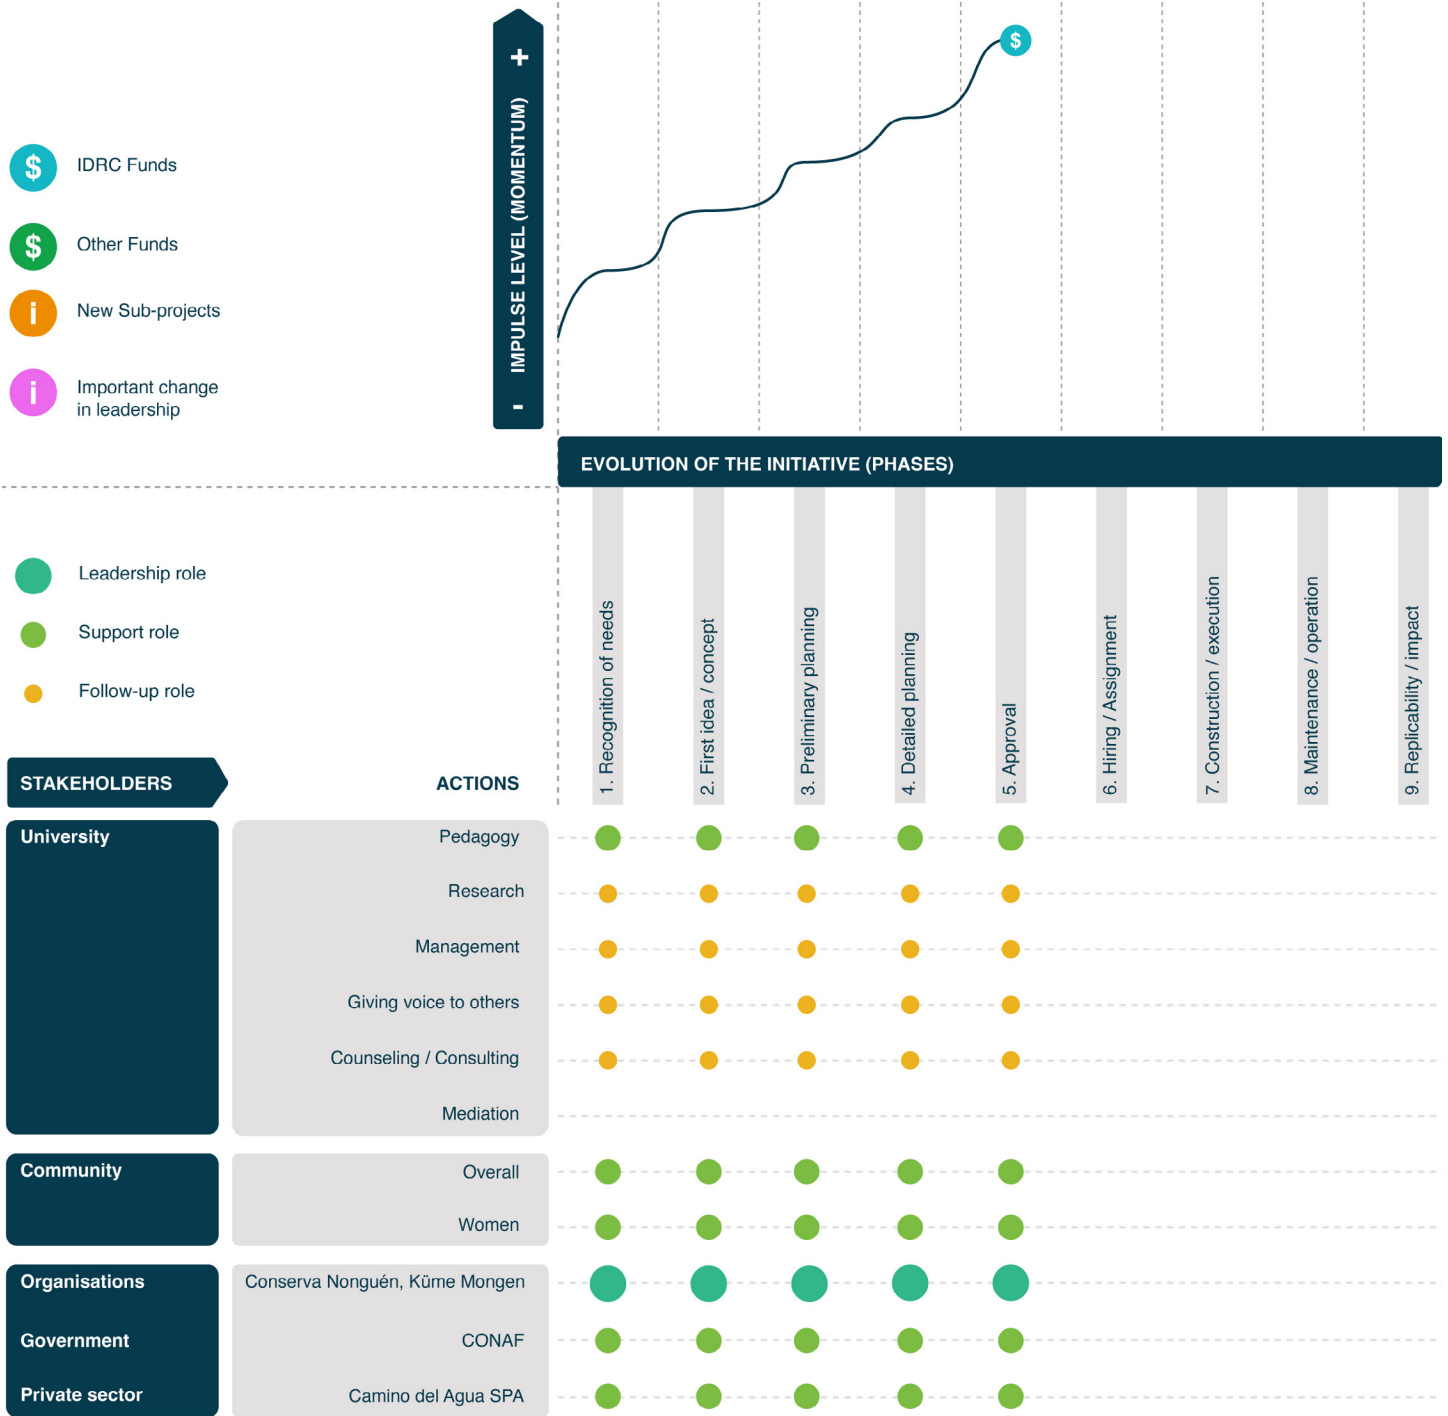 $ IDRC Funds
$ Other Funds
i New Sub-projects
i Important change
in leadership
+
IMPULSE LEVEL (MOMENTUM)
-
$
EVOLUTION OF THE INITIATIVE (PHASES)
Leadership role
Support role
Follow-up role
1. Recognition of needs
2. First idea / concept
3. Preliminary planning
4. Detailed planning
5. Approval
6. Hiring / Assignment
7. Construction / execution
8. Maintenance / operation
9. Replicability / impact
STAKEHOLDERS
ACTIONS
University
Pedagogy
Research
Management
Giving voice to others
Counseling / Consulting
Mediation
Community
Overall
Women
Organisations
Conserva Nonguén, Küme Mongen
Government
CONAF
Private sector
Camino del Agua SPA